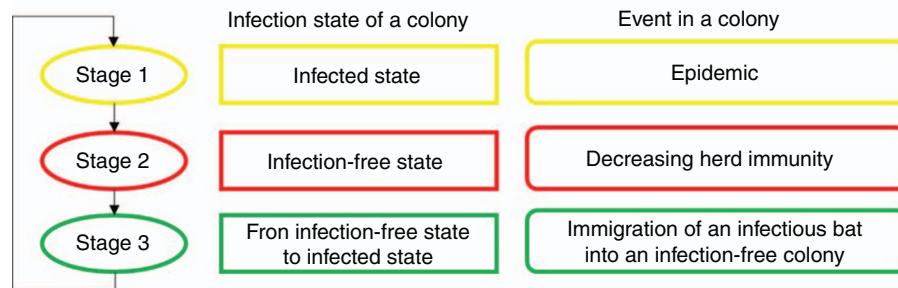 Infection state of a colony
Event in a colony
Stage 1
Infected state
Epidemic
Stage 2
Infection-free state
Decreasing herd immunity
Stage 3
Fron infection-free state
to infected state
Immigration of an infectious bat
into an infection-free colony